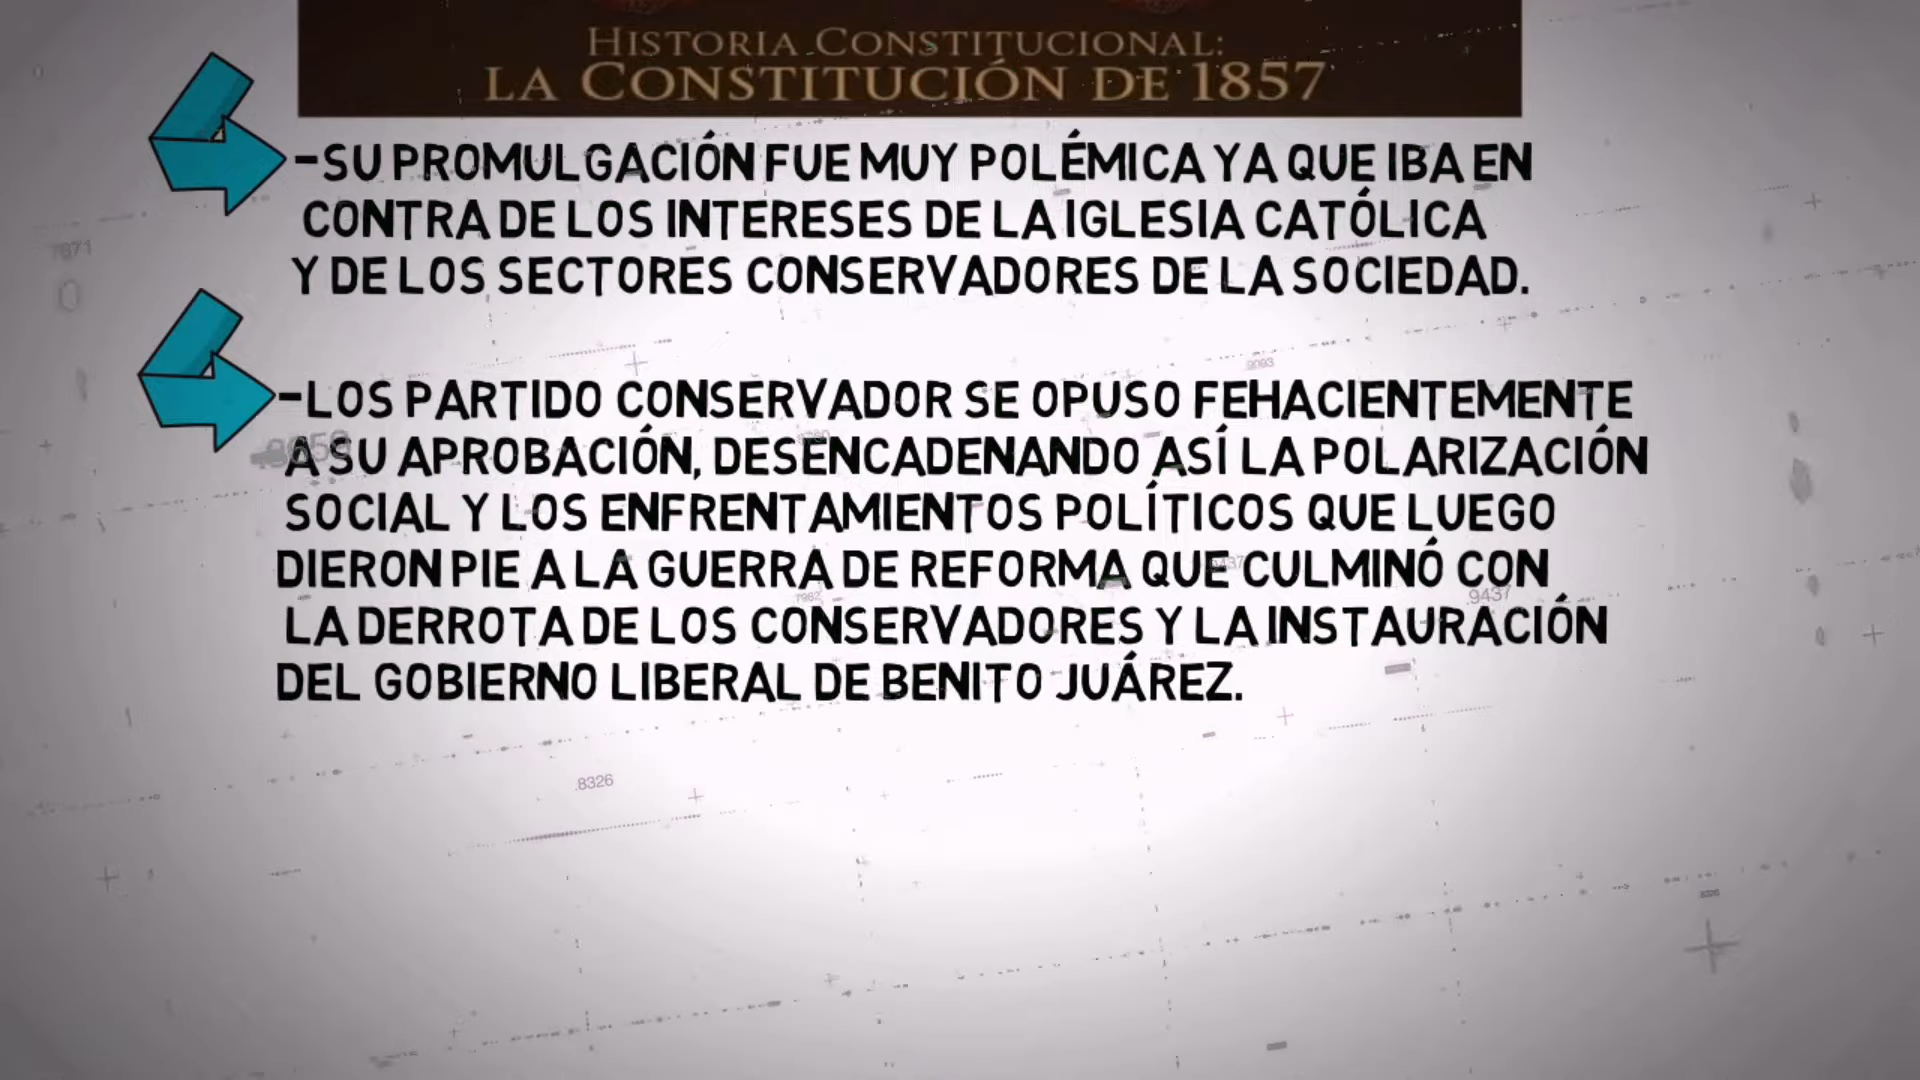 HISTORIA CONSTITUCIONAL:
LA CONSTITUCIÓN DE 1857
-SU PROMULGACIÓN FUE MUY POLÉMICA YA QUE IBA EN
CONTRA DE LOS INTERESES DE LA IGLESIA CATÓLICA
Y DE LOS SECTORES CONSERVADORES DE LA SOCIEDAD.
-LOS PARTIDO CONSERVADOR SE OPUSO FEHACIENTEMENTE
A SU APROBACIÓN, DESENCADENANDO ASÍ LA POLARIZACIÓN
SOCIAL Y LOS ENFRENTAMIENTOS POLÍTICOS QUE LUEGO
DIERON PIE A LA GUERRA DE REFORMA QUE CULMINÓ CON
LA DERROTA DE LOS CONSERVADORES Y LA INSTAURACIÓN
DEL GOBIERNO LIBERAL DE BENITO JUÁREZ.
.9437
.8326